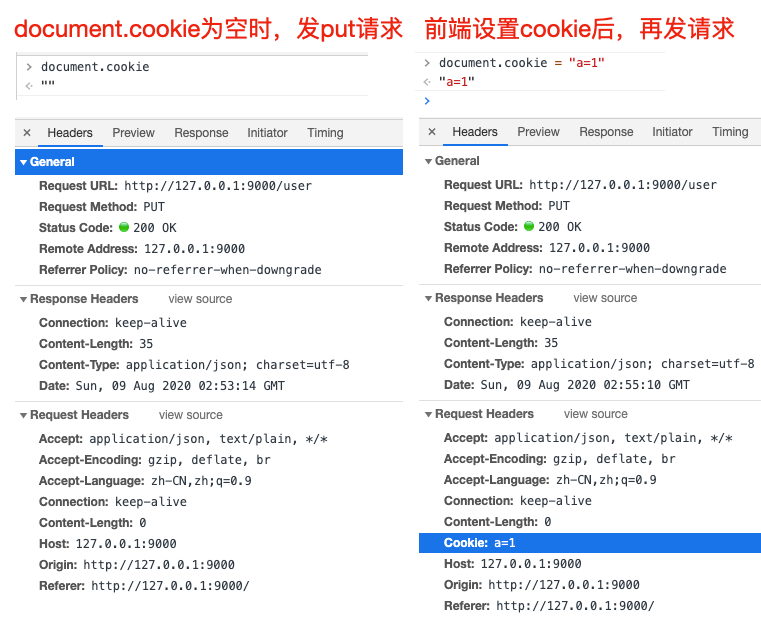 document.cookie为空时，发put请求
> document.cookie
<· ""
× Headers Preview Response Initiator Timing
▼General
Request URL: http://127.0.0.1:9000/user
Request Method: PUT
Status Code: 200 OK
Remote Address: 127.0.0.1:9000
Referrer Policy: no-referrer-when-downgrade
▼Response Headers view source
Connection: keep-alive
Content-Length: 35
Content-Type: application/json; charset=utf-8
Date: Sun, 09 Aug 2020 02:53:14 GMT
▼Request Headers view source
Accept: application/json, text/plain, */*
Accept-Encoding: gzip, deflate, br
Accept-Language: zh-CN,zh;q=0.9
Connection: keep-alive
Content-Length: 0
Host: 127.0.0.1:9000
Origin: http://127.0.0.1:9000
Referer: http://127.0.0.1:9000/
前端设置cookie后，再发请求
> document.cookie = "a=1"
<· "a=1"
>
× Headers Preview Response Initiator Timing
▼General
Request URL: http://127.0.0.1:9000/user
Request Method: PUT
Status Code: 200 OK
Remote Address: 127.0.0.1:9000
Referrer Policy: no-referrer-when-downgrade
▼Response Headers view source
Connection: keep-alive
Content-Length: 35
Content-Type: application/json; charset=utf-8
Date: Sun, 09 Aug 2020 02:55:10 GMT
▼Request Headers view source
Accept: application/json, text/plain, */*
Accept-Encoding: gzip, deflate, br
Accept-Language: zh-CN,zh;q=0.9
Connection: keep-alive
Content-Length: 0
Cookie: a=1
Host: 127.0.0.1:9000
Origin: http://127.0.0.1:9000
Referer: http://127.0.0.1:9000/